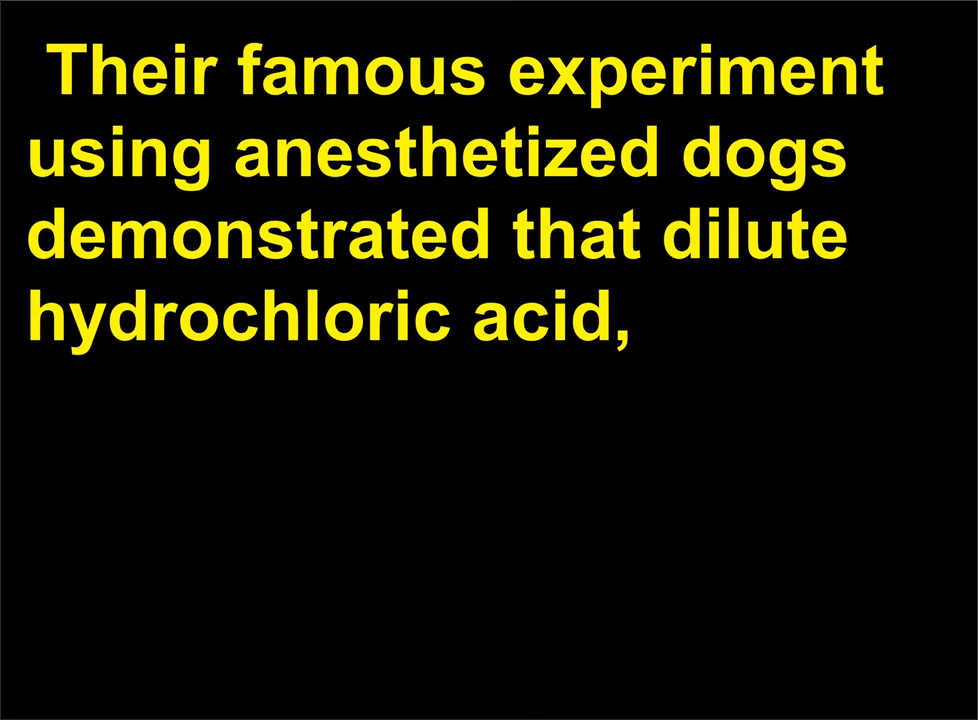 Their famous experiment
using anesthetized dogs
demonstrated that dilute
hydrochloric acid,